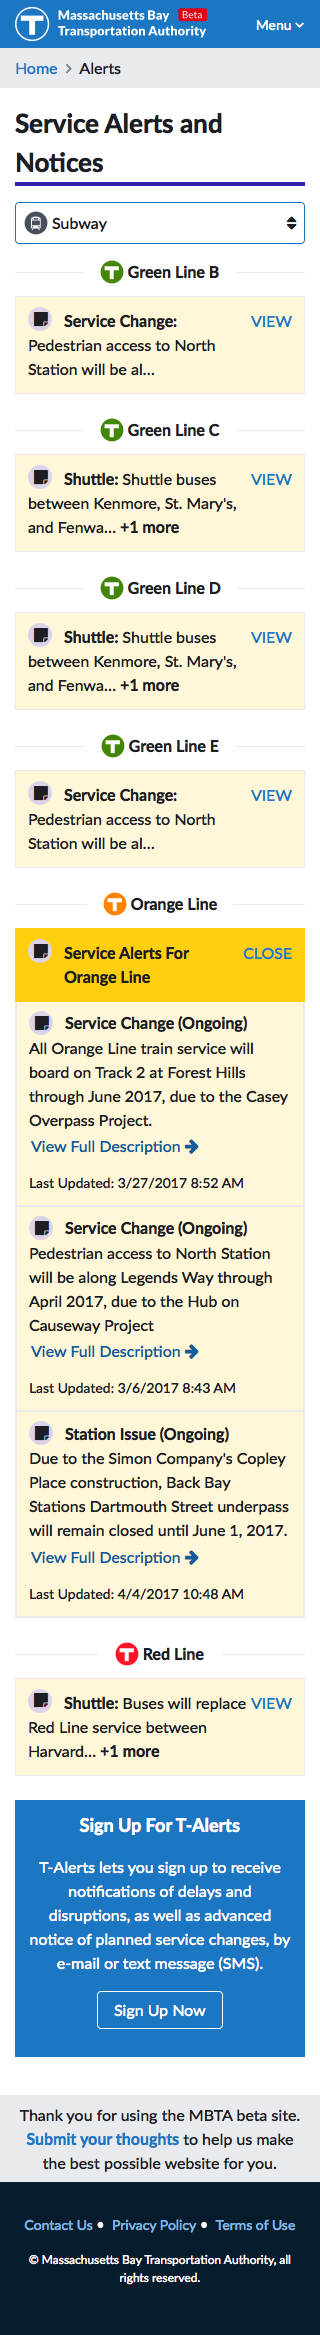 Massachusetts Bay Beta
Transportation Authority
Menu
Home > Alerts
Service Alerts and
Notices
Subway
T Green Line B
Service Change: VIEW
Pedestrian access to North
Station will be al...
T Green Line C
Shuttle: Shuttle buses VIEW
between Kenmore, St. Mary's,
and Fenwa... +1 more
T Green Line D
Shuttle: Shuttle buses VIEW
between Kenmore, St. Mary's,
and Fenwa... +1 more
T Green Line E
Service Change: VIEW
Pedestrian access to North
Station will be al...
T Orange Line
Service Alerts For CLOSE
Orange Line
Service Change (Ongoing)
All Orange Line train service will
board on Track 2 at Forest Hills
through June 2017, due to the Casey
Overpass Project.
View Full Description
Last Updated: 3/27/2017 8:52 AM
Service Change (Ongoing)
Pedestrian access to North Station
will be along Legends Way through
April 2017, due to the Hub on
Causeway Project
View Full Description
Last Updated: 3/6/2017 8:43 AM
Station Issue (Ongoing)
Due to the Simon Company's Copley
Place construction, Back Bay
Stations Dartmouth Street underpass
will remain closed until June 1, 2017.
View Full Description
Last Updated: 4/4/2017 10:48 AM
T Red Line
Shuttle: Buses will replace VIEW
Red Line service between
Harvard... +1 more
Sign Up For T-Alerts
T-Alerts lets you sign up to receive
notifications of delays and
disruptions, as well as advanced
notice of planned service changes, by
e-mail or text message (SMS).
Sign Up Now
Thank you for using the MBTA beta site.
Submit your thoughts to help us make
the best possible website for you.
Contact Us • Privacy Policy • Terms of Use
© Massachusetts Bay Transportation Authority, all
rights reserved.